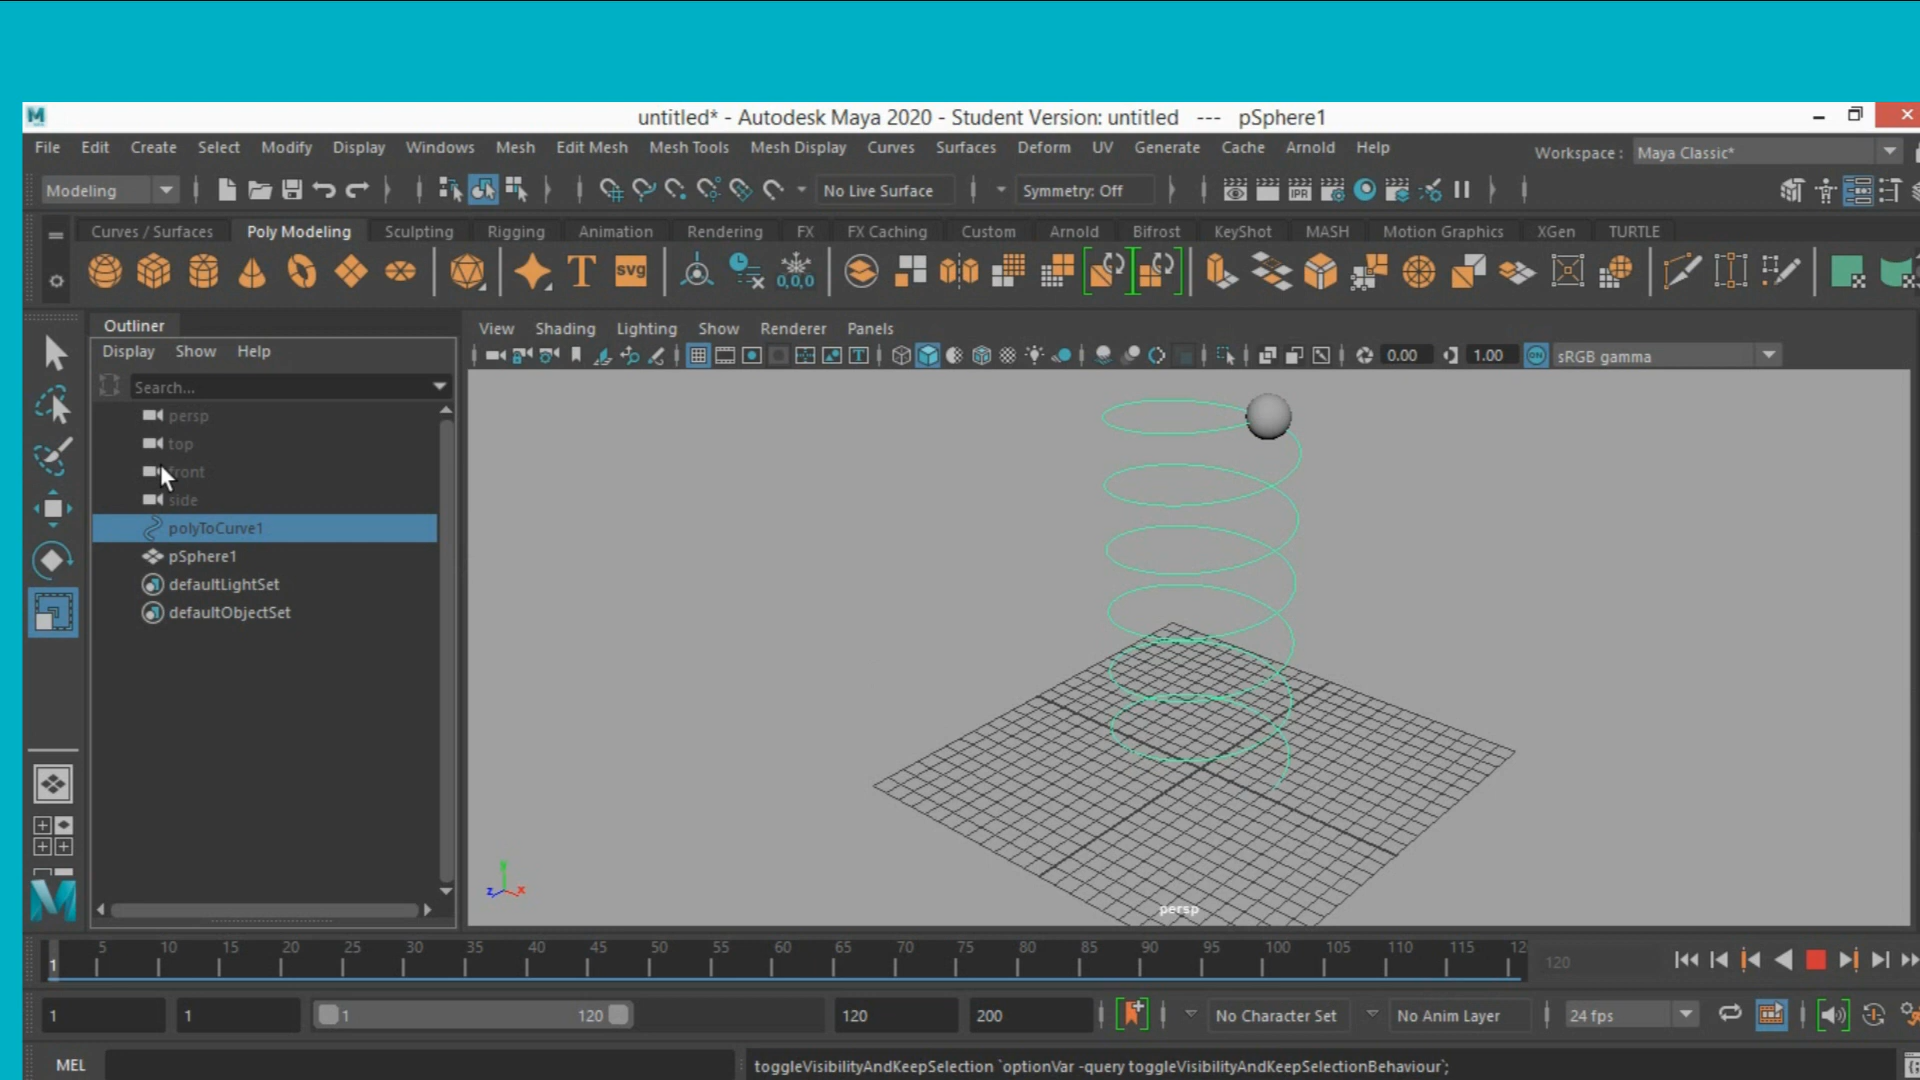 untitled* - Autodesk Maya 2020 - Student Version: untitled --- pSphere1
File Edit Create Select Modify Display Windows Mesh Edit Mesh Mesh Tools Mesh Display Curves Surfaces Deform UV Generate Cache Arnold Help Workspace : Maya Classic*
Modeling No Live Surface Symmetry: Off IPR
Curves / Surfaces Poly Modeling Sculpting Rigging Animation Rendering FX FX Caching Custom Arnold Bifrost KeyShot MASH Motion Graphics XGen TURTLE
T svg 0,0,0
Outliner
View Shading Lighting Show Renderer Panels
Display Show Help
0.00 1.00 ON sRGB gamma
Search...
persp
top
front
side
polyToCurve1
pSphere1
defaultLightSet
defaultObjectSet
y
z x
persp
5 10 15 20 25 30 35 40 45 50 55 60 65 70 75 80 85 90 95 100 105 110 115 12
1 120
1 1 1 120 120 200 No Character Set No Anim Layer 24 fps
MEL toggleVisibilityAndKeepSelection `optionVar -query toggleVisibilityAndKeepSelectionBehaviour`;